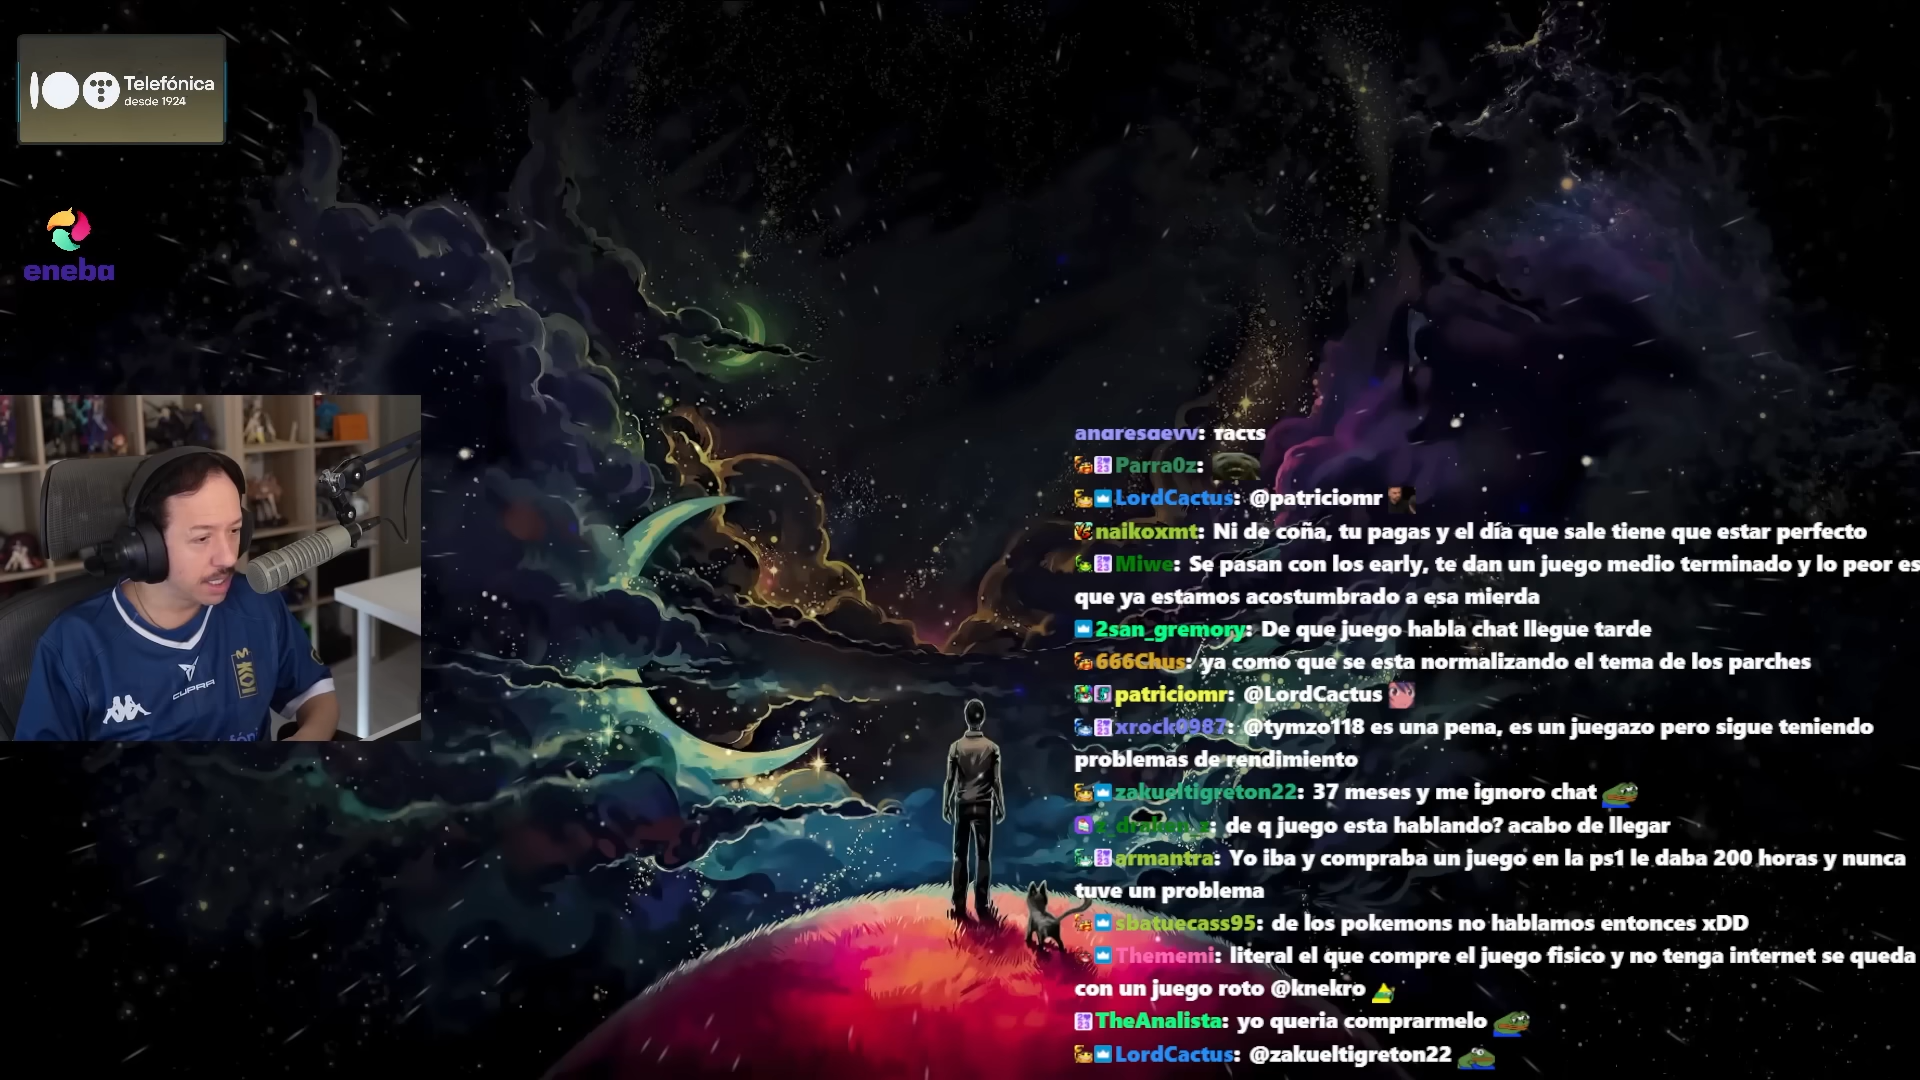 100 Telefónica
desde 1924
eneba
KOI
CUPRA
andresaevv: facts
Parra0z:
LordCactus: @patriciomr
naikoxmt: Ni de coña, tu pagas y el día que sale tiene que estar perfecto
Miwe: Se pasan con los early, te dan un juego medio terminado y lo peor es
que ya estamos acostumbrado a esa mierda
2san_gremory: De que juego habla chat llegue tarde
666Chus: ya como que se esta normalizando el tema de los parches
patriciomr: @LordCactus
xrock0987: @tymzo118 es una pena, es un juegazo pero sigue teniendo
problemas de rendimiento
zakueltigreton22: 37 meses y me ignoro chat
: de q juego esta hablando? acabo de llegar
armantra: Yo iba y compraba un juego en la ps1 le daba 200 horas y nunca
tuve un problema
sbatuecass95: de los pokemons no hablamos entonces xDD
Thememi: literal el que compre el juego fisico y no tenga internet se queda
con un juego roto @knekro
TheAnalista: yo queria comprarmelo
LordCactus: @zakueltigreton22